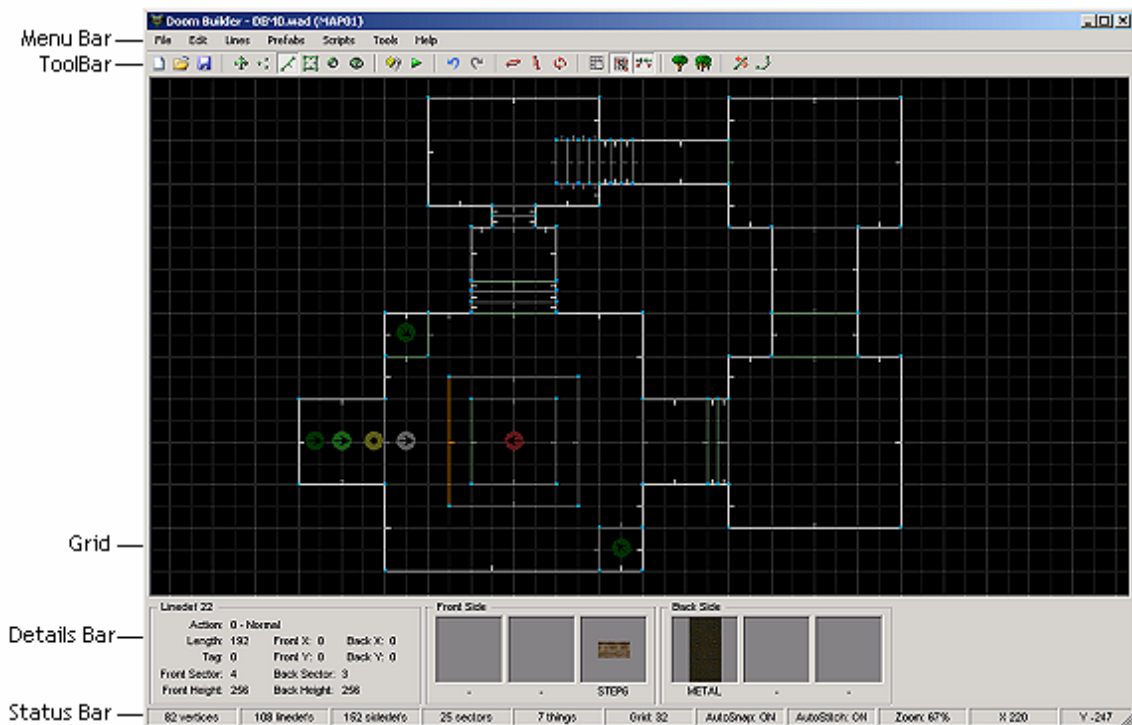 Doom Builder - DBMD.wad (MAP01)
Menu Bar
File Edit Lines Prefabs Scripts Tools Help
ToolBar
Grid
Linedef 22
Front Side
Back Side
Action: 0 - Normal
Length: 192 Front X: 0 Back X: 0
Details Bar
Tag: 0 Front Y: 0 Back Y: 0
Front Sector: 4 Back Sector: 3
Front Height: 256 Back Height: 256
- - STEP6
METAL - -
Status Bar
82 vertices 108 linedefs 162 sidedefs 25 sectors 7 things Grid: 32 AutoSnap: ON AutoStitch: ON Zoom: 67% X 220 Y -247